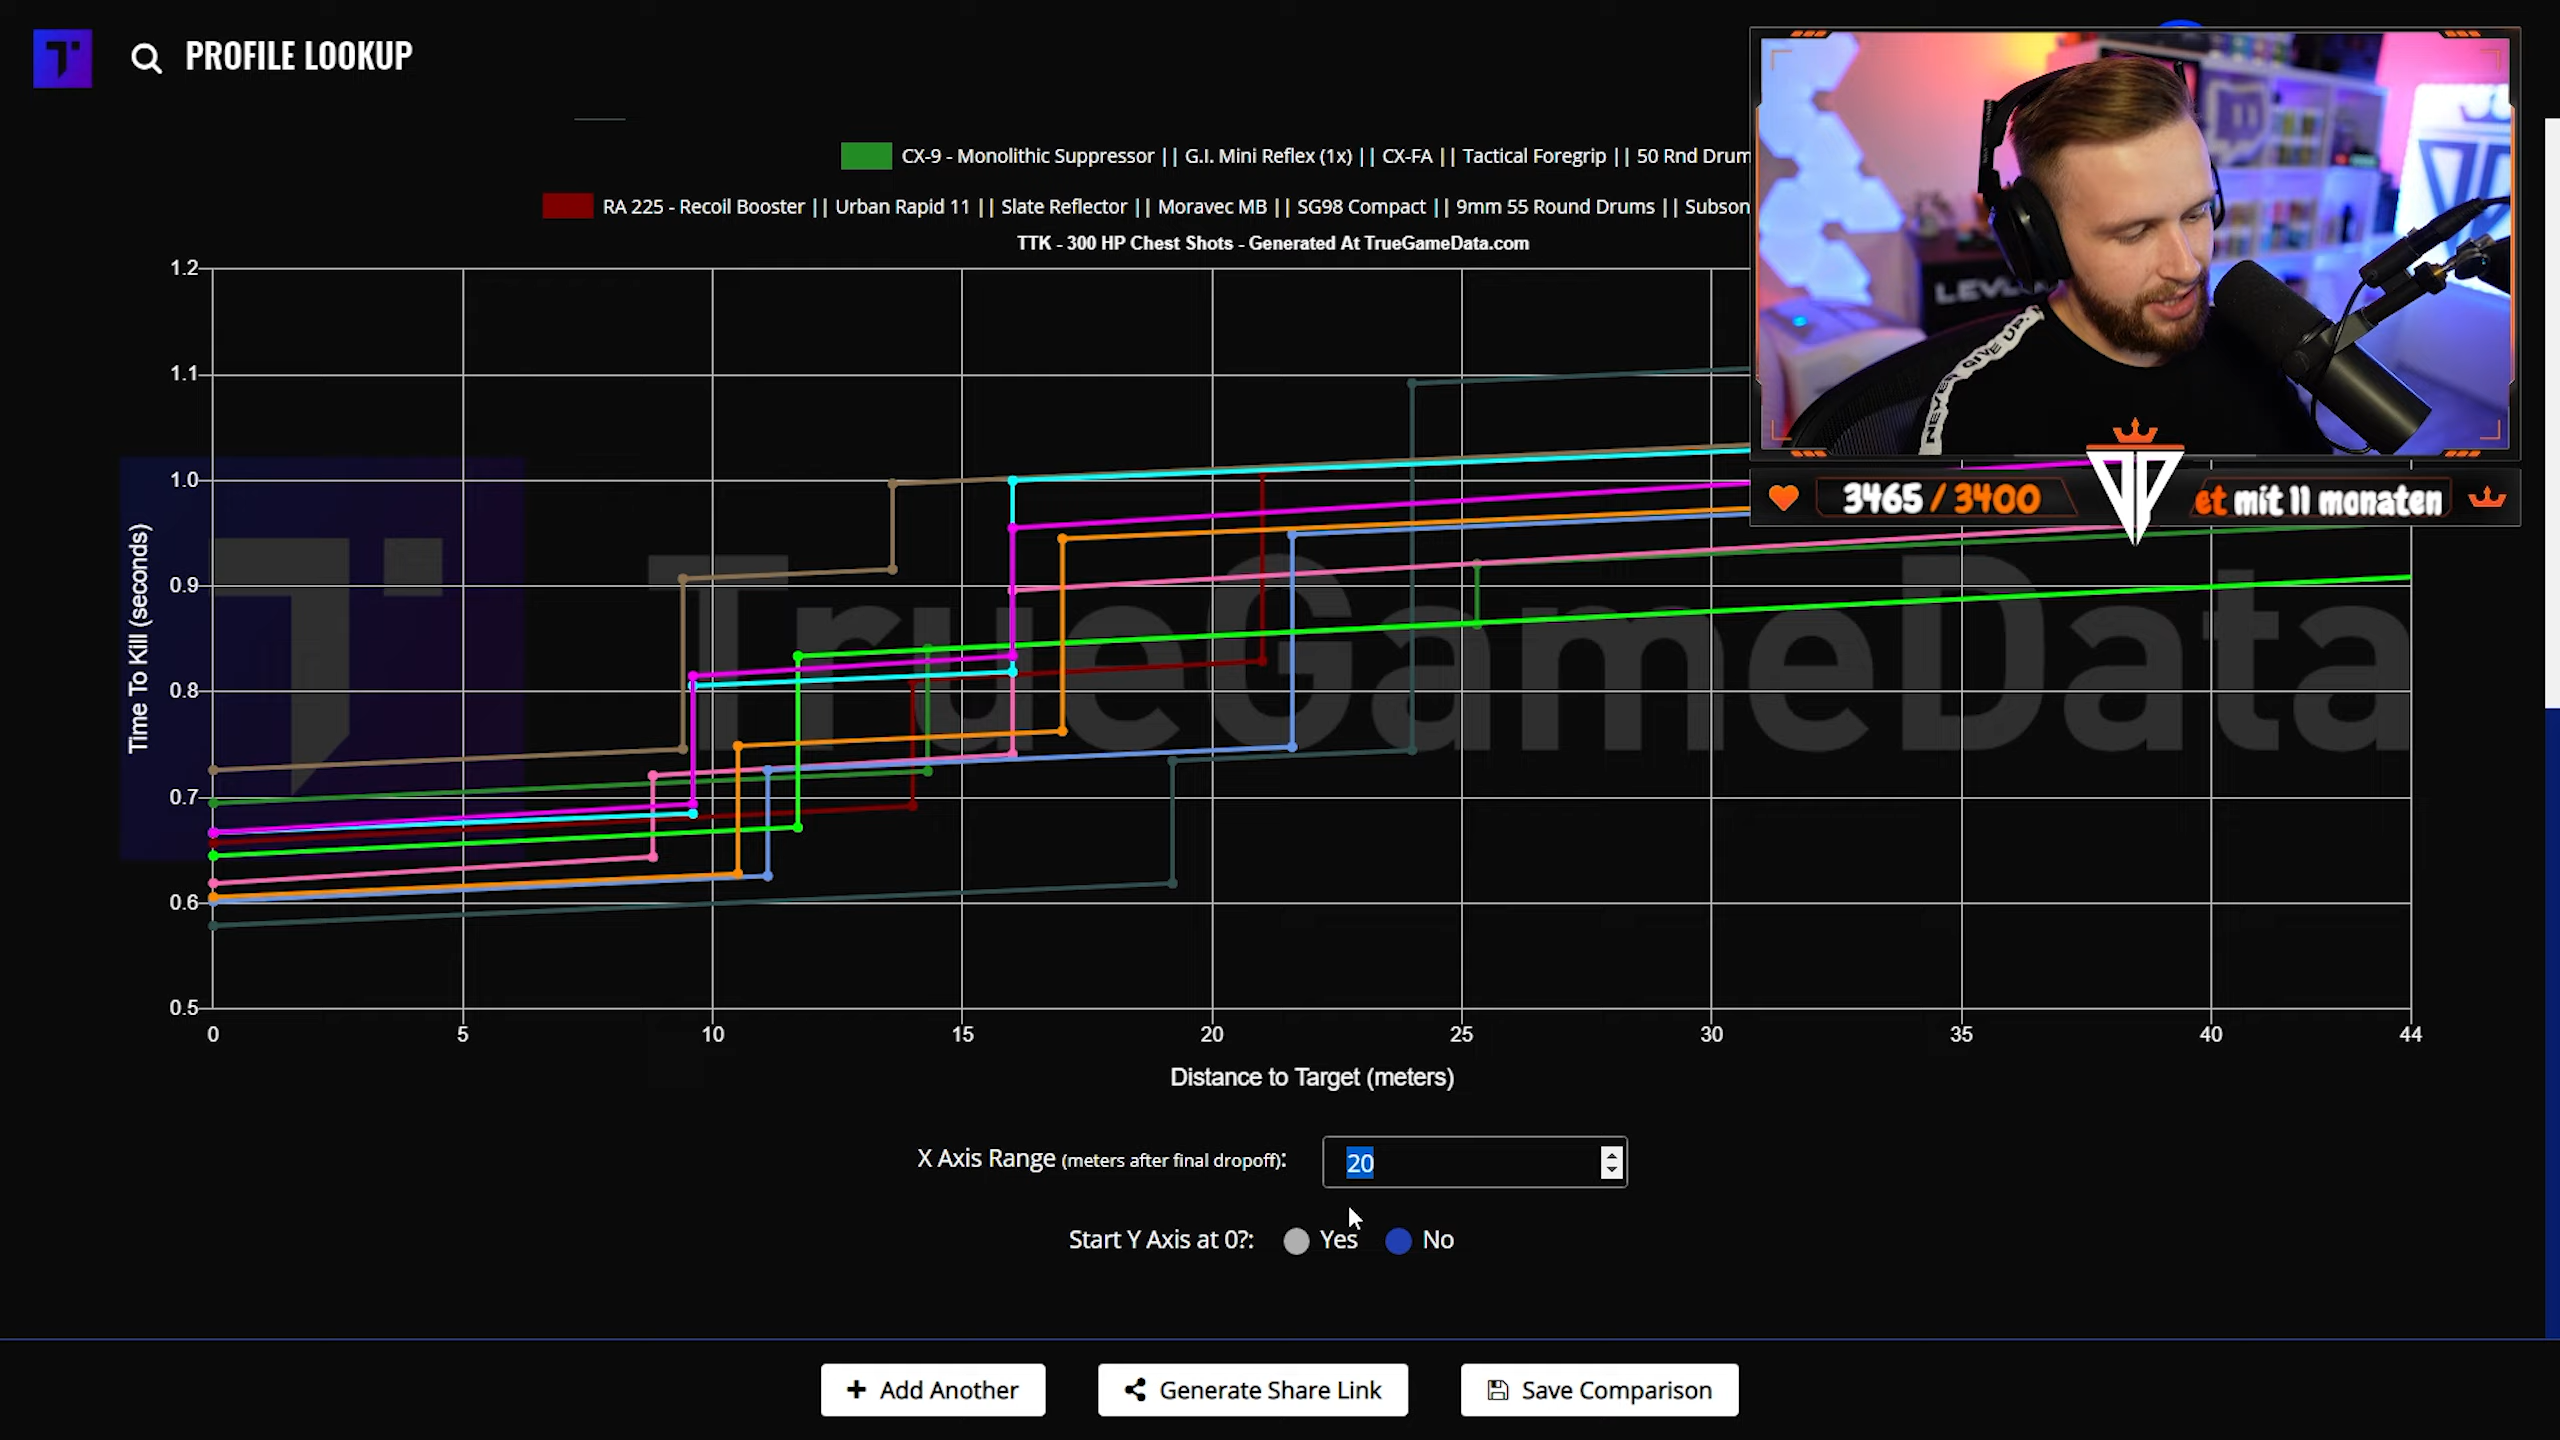 PROFILE LOOKUP
CX-9 - Monolithic Suppressor || G.I. Mini Reflex (1x) || CX-FA || Tactical Foregrip || 50 Rnd Drum
RA 225 - Recoil Booster || Urban Rapid 11 || Slate Reflector || Moravec MB || SG98 Compact || 9mm 55 Round Drums || Subson
TTK - 300 HP Chest Shots - Generated At TrueGameData.com
LEVL
NEVER GIVE UP.
3465 / 3400
et mit 11 monaten
1.2
1.1
1.0
0.9
0.8
0.7
0.6
0.5
Time To Kill (seconds)
TrueGameData
0 5 10 15 20 25 30 35 40 44
Distance to Target (meters)
X Axis Range (meters after final dropoff): 20
Start Y Axis at 0?: Yes No
Add Another
Generate Share Link
Save Comparison